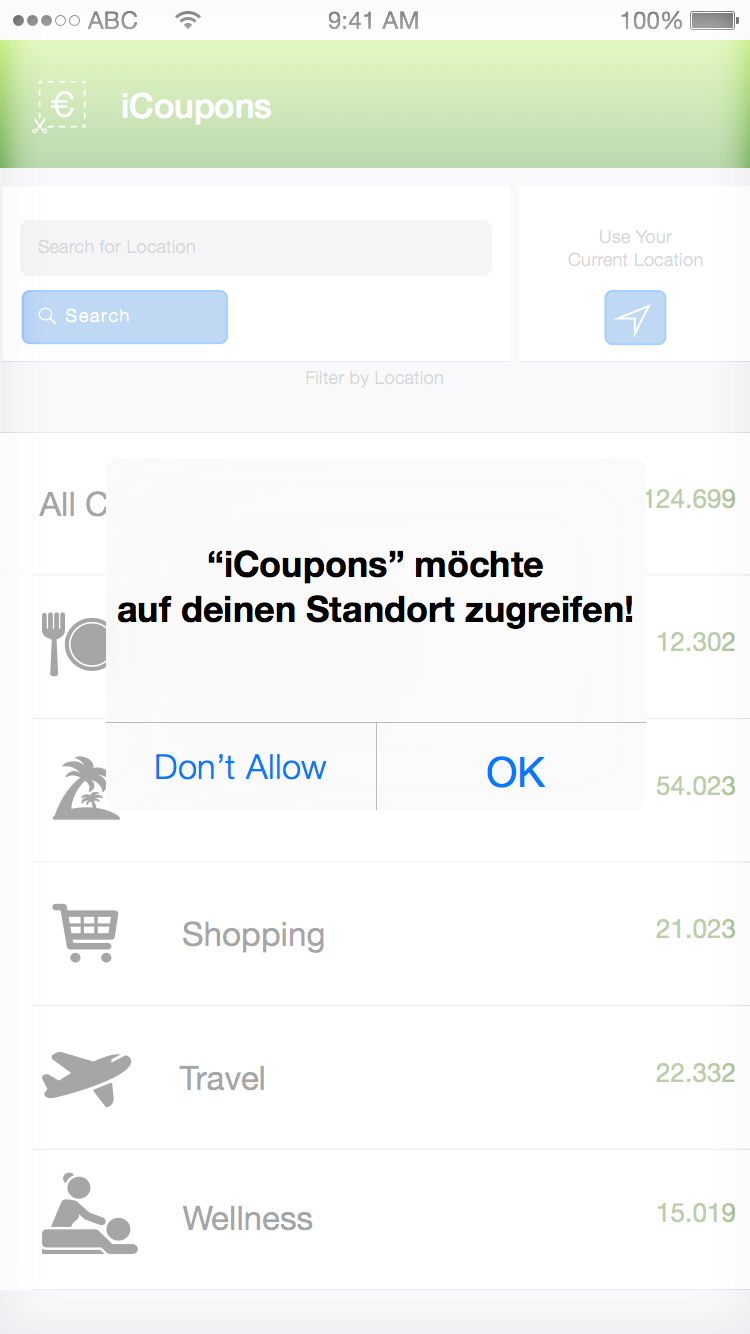 ABC 9:41 AM 100%
€ iCoupons
Search for Location
Search
Use Your
Current Location
Filter by Location
All C 124.699
“iCoupons” möchte
auf deinen Standort zugreifen!
12.302
Don’t Allow OK
54.023
Shopping 21.023
Travel 22.332
Wellness 15.019